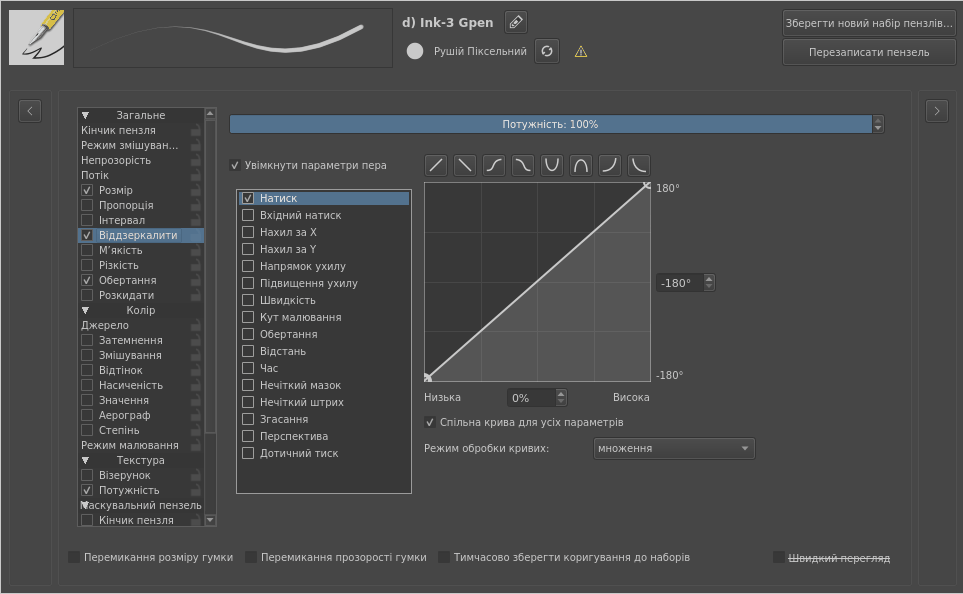 d) Ink-3 Gpen
Рушій Піксельний
Зберегти новий набір пензлів...
Перезаписати пензель
Загальне
Кінчик пензля
Режим змішуван...
Непрозорість
Потік
Розмір
Пропорція
Інтервал
Віддзеркалити
М’якість
Різкість
Обертання
Розкидати
Колір
Джерело
Затемнення
Змішування
Відтінок
Насиченість
Значення
Аерограф
Степінь
Режим малювання
Текстура
Візерунок
Потужність
Маскувальний пензель
Кінчик пензля
Потужність: 100%
Увімкнути параметри пера
Натиск
Вхідний натиск
Нахил за X
Нахил за Y
Напрямок ухилу
Підвищення ухилу
Швидкість
Кут малювання
Обертання
Відстань
Час
Нечіткий мазок
Нечіткий штрих
Згасання
Перспектива
Дотичний тиск
180°
-180°
-180°
Низька
0%
Висока
Спільна крива для усіх параметрів
Режим обробки кривих:
множення
Перемикання розміру гумки
Перемикання прозорості гумки
Тимчасово зберегти коригування до наборів
Швидкий перегляд